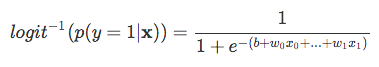 logit⁻¹(p(y = 1|𝐱)) = 1 / (1 + e^−(b+w₀x₀+...+w₁x₁))